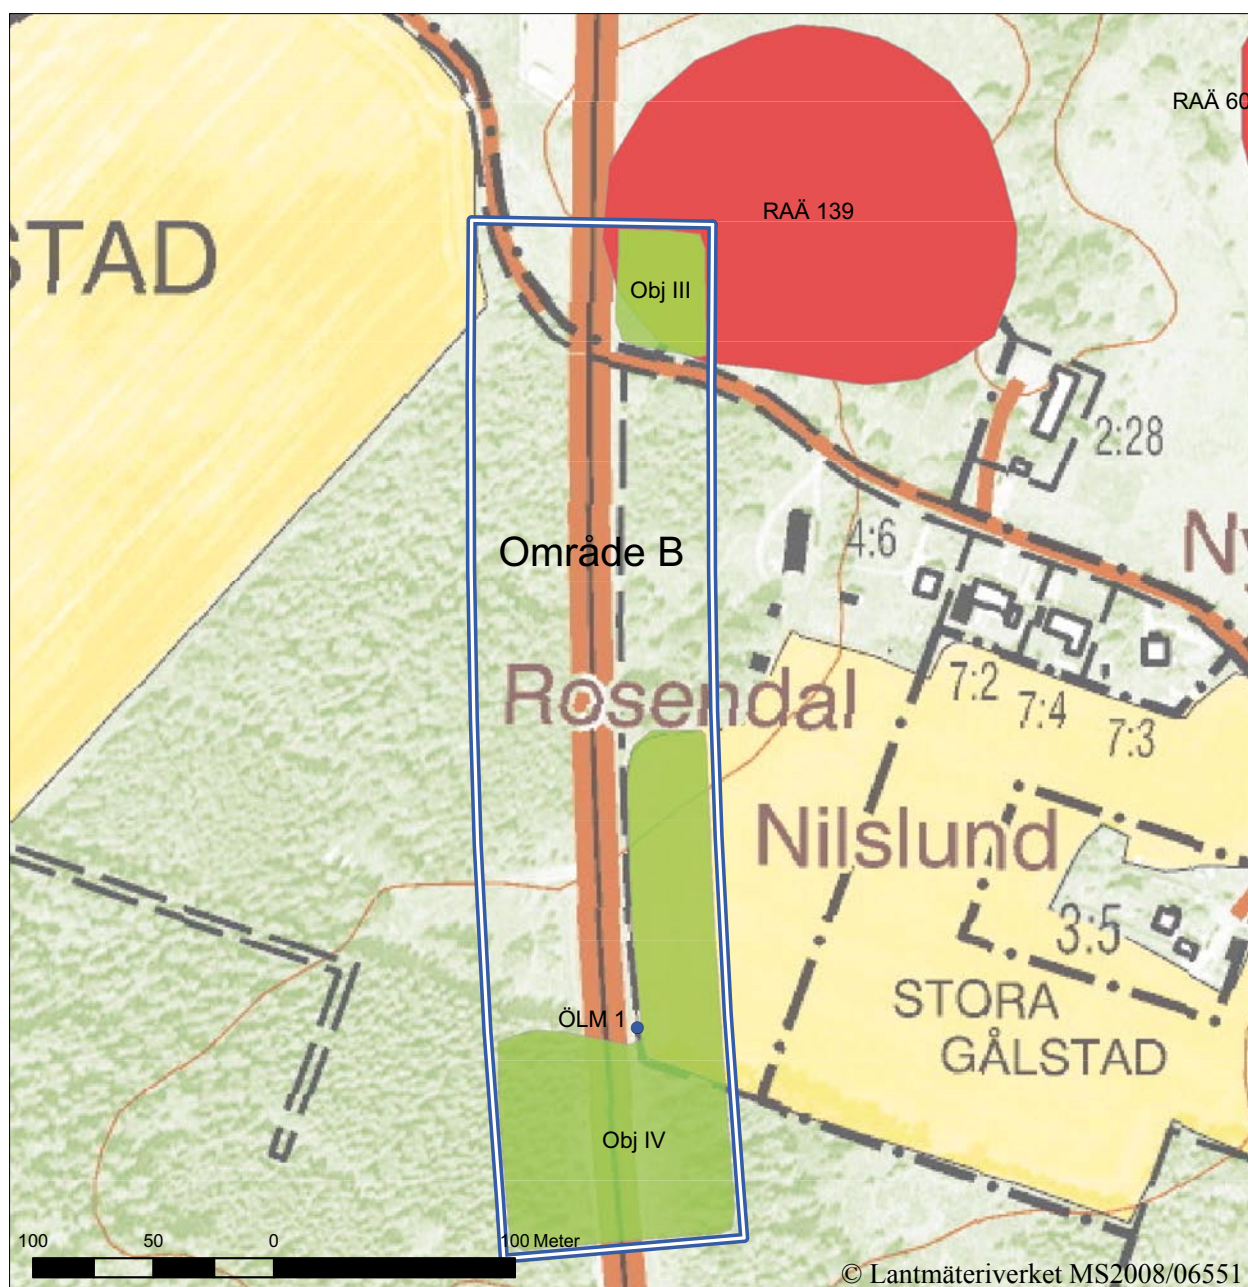 RAÄ 60
RAÄ 139
STAD
Obj III
2:28
Område B
4:6
Ny
Rosendal
7:2
7:4
7:3
Nilslund
3:5
STORA
GÅLSTAD
ÖLM 1
Obj IV
100 50 0 100 Meter
© Lantmäteriverket MS2008/06551